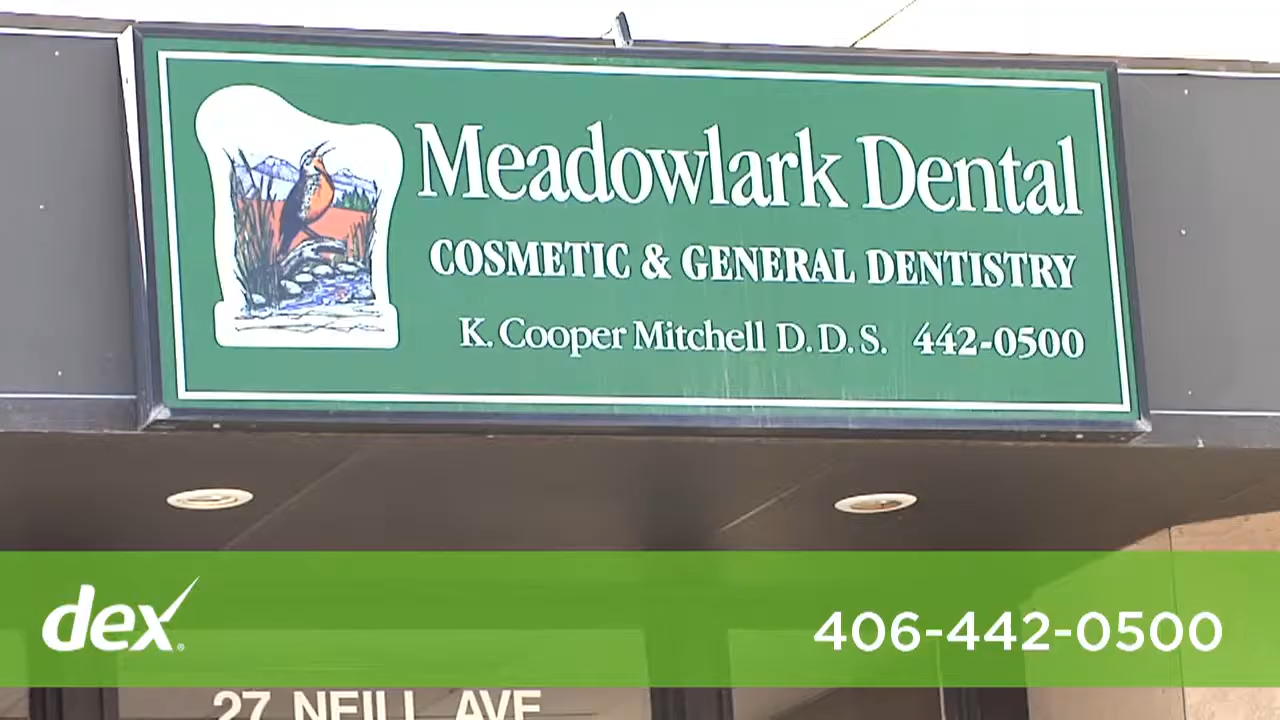 Meadowlark Dental
COSMETIC & GENERAL DENTISTRY
K. Cooper Mitchell D.D.S. 442-0500
dex®
406-442-0500
27 NEILL AVE